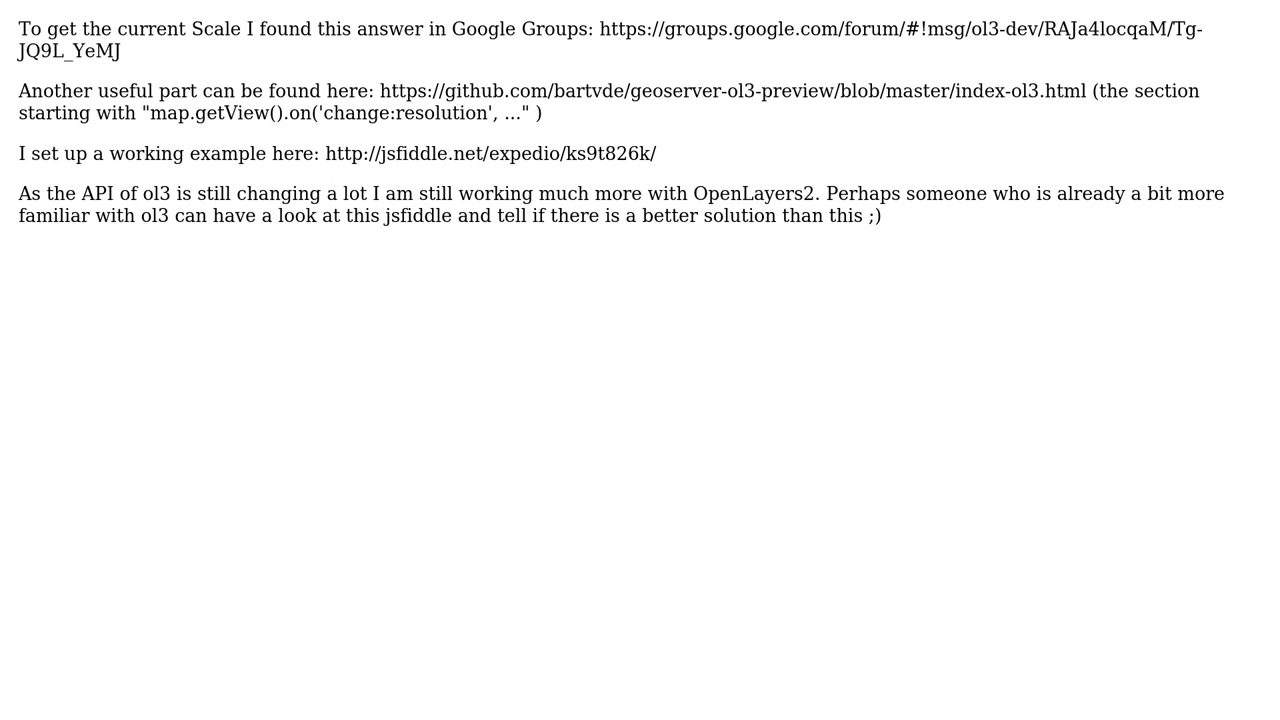 To get the current Scale I found this answer in Google Groups: https://groups.google.com/forum/#!msg/ol3-dev/RAJa4locqaM/Tg-
JQ9L_YeMJ
Another useful part can be found here: https://github.com/bartvde/geoserver-ol3-preview/blob/master/index-ol3.html (the section
starting with "map.getView().on('change:resolution', ..." )
I set up a working example here: http://jsfiddle.net/expedio/ks9t826k/
As the API of ol3 is still changing a lot I am still working much more with OpenLayers2. Perhaps someone who is already a bit more
familiar with ol3 can have a look at this jsfiddle and tell if there is a better solution than this ;)